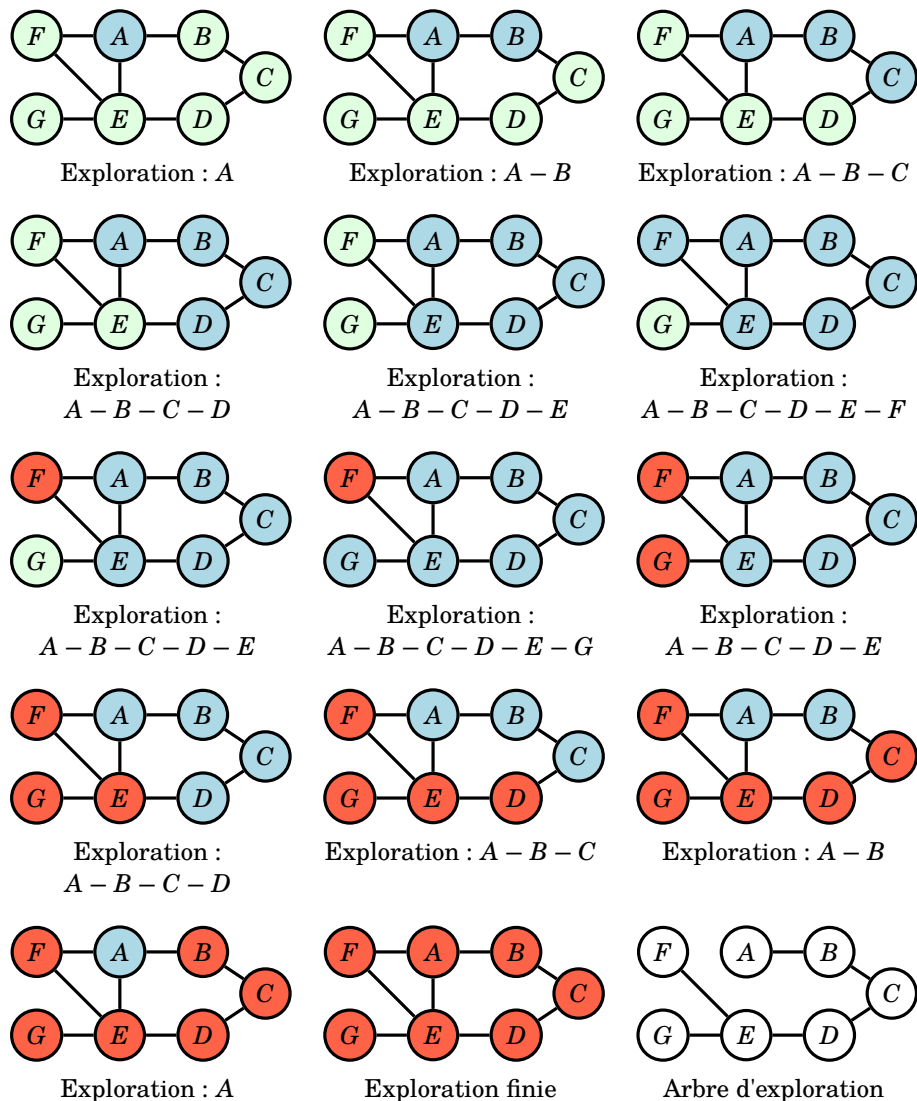 F A B
C
G E D
Exploration : A
F A B
C
G E D
Exploration : A – B
F A B
C
G E D
Exploration : A – B – C
F A B
C
G E D
Exploration :
A – B – C – D
F A B
C
G E D
Exploration :
A – B – C – D – E
F A B
C
G E D
Exploration :
A – B – C – D – E – F
F A B
C
G E D
Exploration :
A – B – C – D – E
F A B
C
G E D
Exploration :
A – B – C – D – E – G
F A B
C
G E D
Exploration :
A – B – C – D – E
F A B
C
G E D
Exploration :
A – B – C – D
F A B
C
G E D
Exploration : A – B – C
F A B
C
G E D
Exploration : A – B
F A B
C
G E D
Exploration : A
F A B
C
G E D
Exploration finie
F A B
C
G E D
Arbre d'exploration